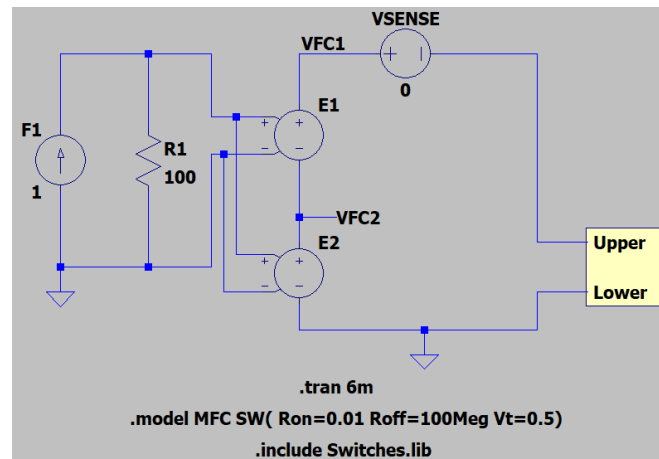 VSENSE
VFC1
0
F1
1
R1
100
E1
+ +
− −
VFC2
E2
+ +
− −
Upper
Lower
.tran 6m
.model MFC SW( Ron=0.01 Roff=100Meg Vt=0.5)
.include Switches.lib